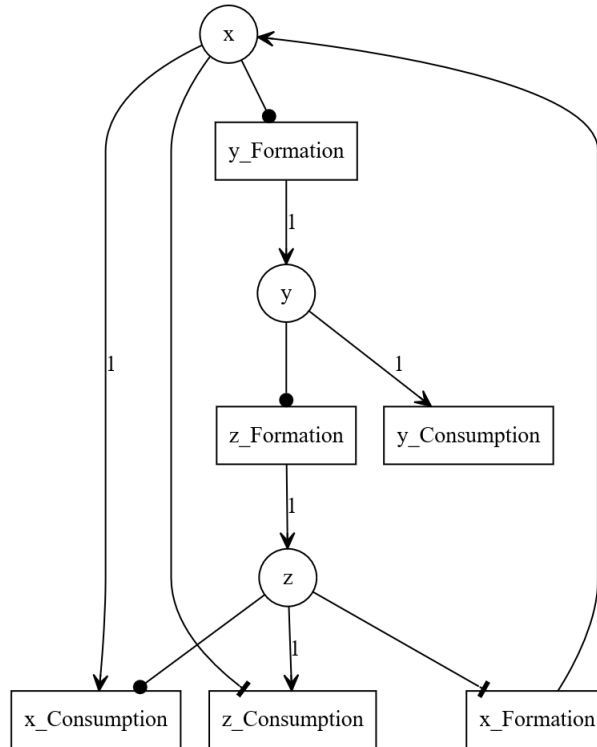 x
y_Formation
1
y
1
1
z_Formation
y_Consumption
1
z
1
x_Consumption
z_Consumption
x_Formation